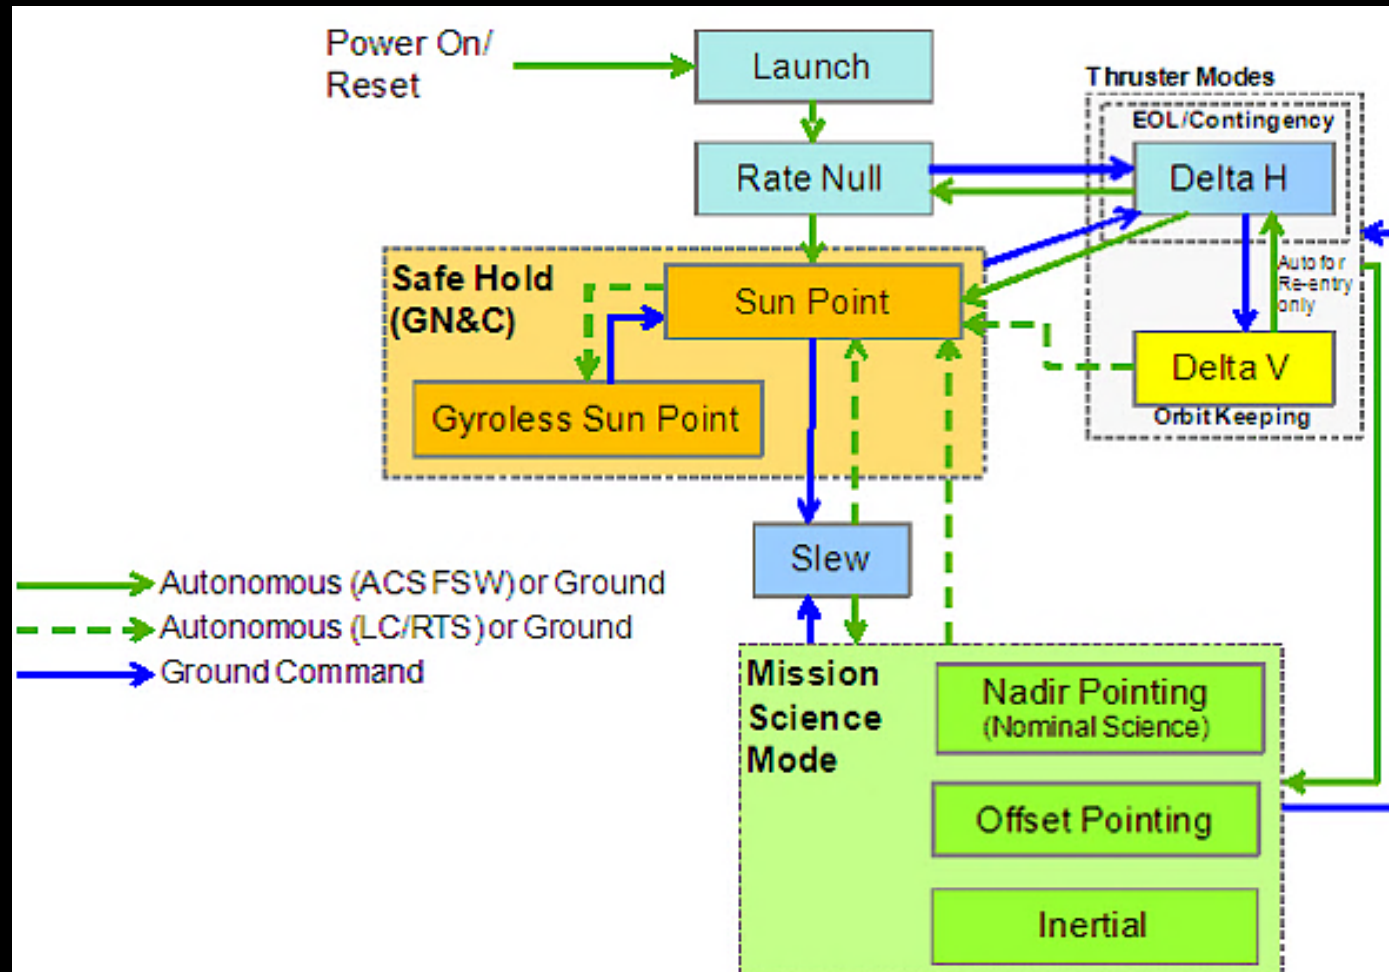 Power On/
Reset
Launch
Thruster Modes
EOL/Contingency
Rate Null
Delta H
Safe Hold
(GN&C)
Sun Point
Auto for
Re-entry
only
Delta V
Orbit Keeping
Gyroless Sun Point
Slew
Autonomous (ACS FSW) or Ground
Autonomous (LC/RTS) or Ground
Ground Command
Mission
Science
Mode
Nadir Pointing
(Nominal Science)
Offset Pointing
Inertial